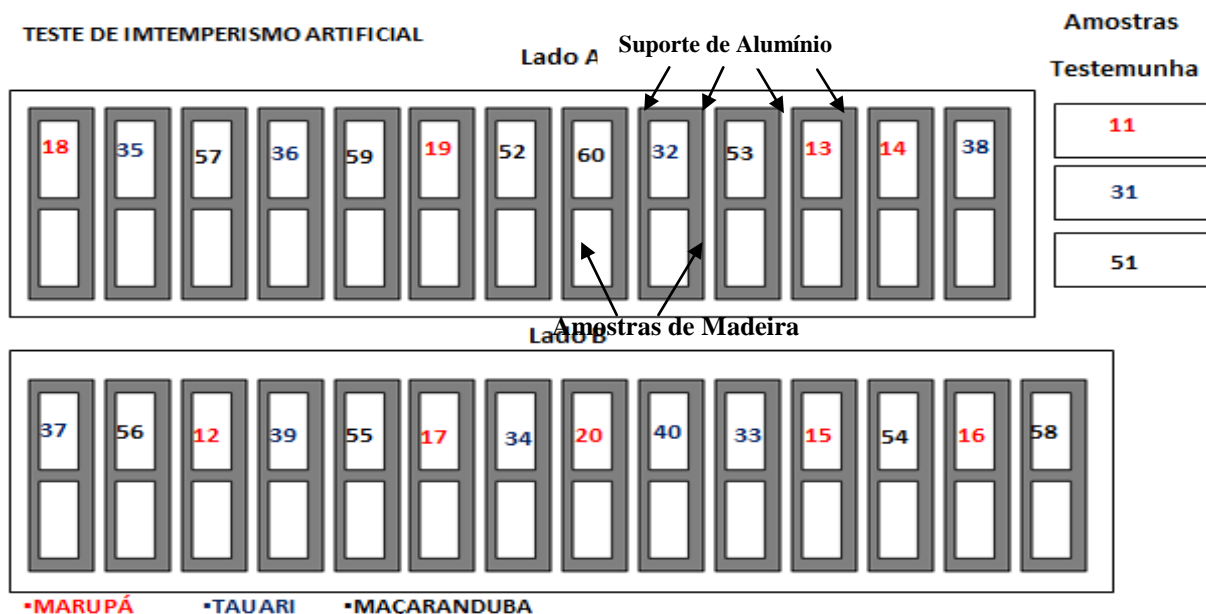 TESTE DE IMTEMPERISMO ARTIFICIAL
Lado A
Suporte de Alumínio
Amostras
Testemunha
18 35 57 36 59 19 52 60 32 53 13 14 38
11
31
51
Amostras de Madeira
Lado B
37 56 12 39 55 17 34 20 40 33 15 54 16 58
▪MARUPÁ ▪TAUARI ▪MAÇARANDUBA